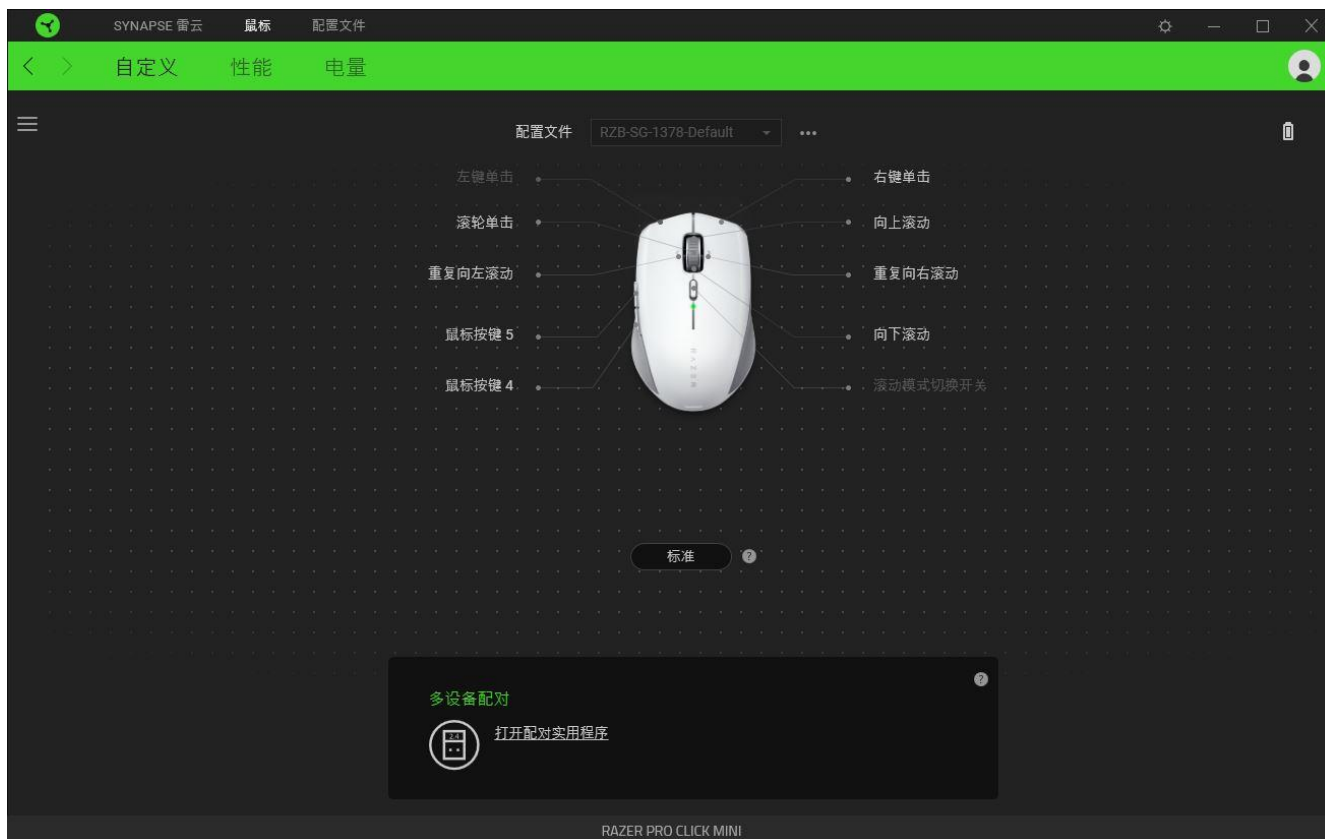 SYNAPSE 雷云 鼠标 配置文件
自定义 性能 电量
配置文件 RZB-SG-1378-Default
左键单击 右键单击
滚轮单击 向上滚动
重复向左滚动 重复向右滚动
鼠标按键 5 向下滚动
鼠标按键 4 滚动模式切换开关
RAZER
标准 ?
?
多设备配对
2.4
打开配对实用程序
RAZER PRO CLICK MINI